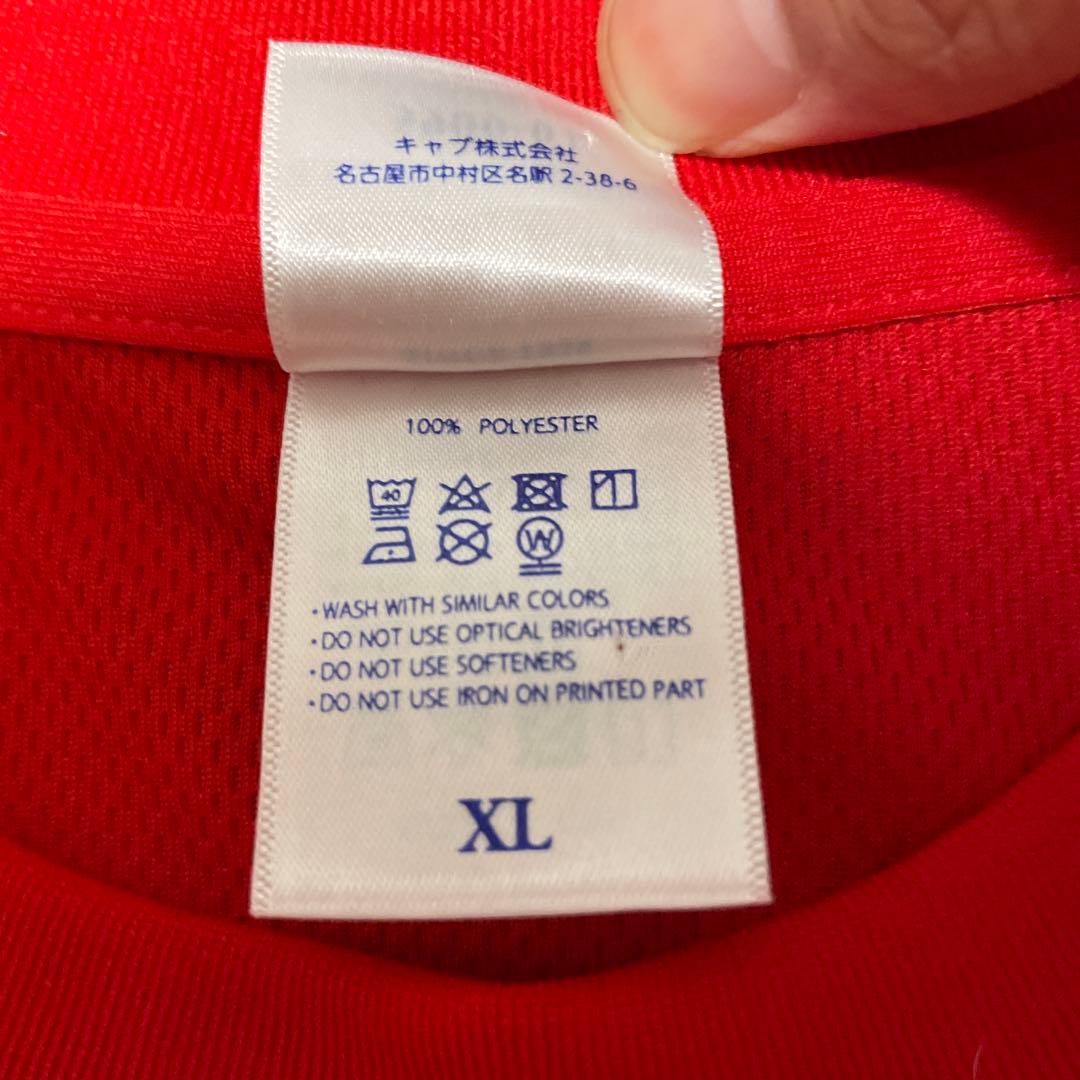 キャブ株式会社
名古屋市中村区名駅 2-38-6
100% POLYESTER
40
W
・WASH WITH SIMILAR COLORS
・DO NOT USE OPTICAL BRIGHTENERS
・DO NOT USE SOFTENERS
・DO NOT USE IRON ON PRINTED PART
XL